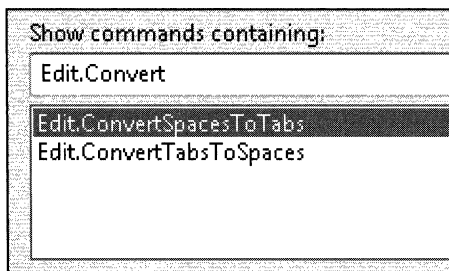 Show commands containing:
Edit.Convert
Edit.ConvertSpacesToTabs
Edit.ConvertTabsToSpaces